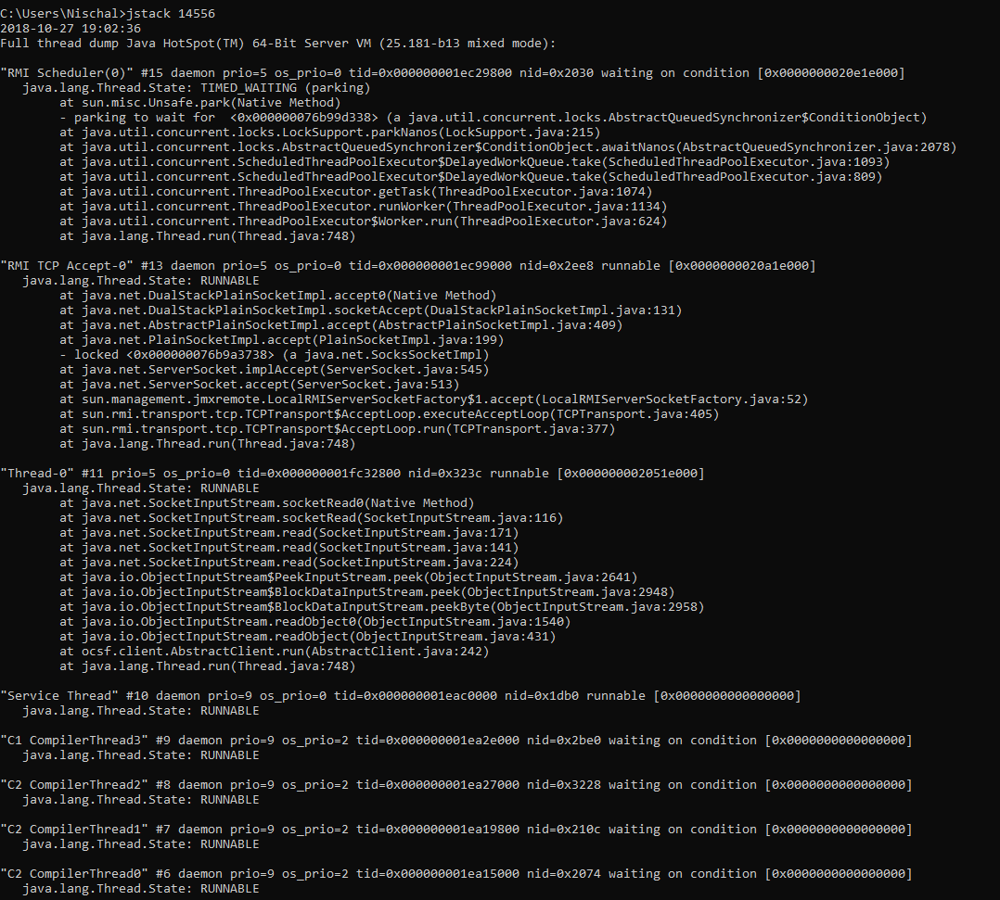 C:\Users\Nischal>jstack 14556
2018-10-27 19:02:36
Full thread dump Java HotSpot(TM) 64-Bit Server VM (25.181-b13 mixed mode):

"RMI Scheduler(0)" #15 daemon prio=5 os_prio=0 tid=0x000000001ec29800 nid=0x2030 waiting on condition [0x0000000020e1e000]
   java.lang.Thread.State: TIMED_WAITING (parking)
        at sun.misc.Unsafe.park(Native Method)
        - parking to wait for  <0x000000076b99d338> (a java.util.concurrent.locks.AbstractQueuedSynchronizer$ConditionObject)
        at java.util.concurrent.locks.LockSupport.parkNanos(LockSupport.java:215)
        at java.util.concurrent.locks.AbstractQueuedSynchronizer$ConditionObject.awaitNanos(AbstractQueuedSynchronizer.java:2078)
        at java.util.concurrent.ScheduledThreadPoolExecutor$DelayedWorkQueue.take(ScheduledThreadPoolExecutor.java:1093)
        at java.util.concurrent.ScheduledThreadPoolExecutor$DelayedWorkQueue.take(ScheduledThreadPoolExecutor.java:809)
        at java.util.concurrent.ThreadPoolExecutor.getTask(ThreadPoolExecutor.java:1074)
        at java.util.concurrent.ThreadPoolExecutor.runWorker(ThreadPoolExecutor.java:1134)
        at java.util.concurrent.ThreadPoolExecutor$Worker.run(ThreadPoolExecutor.java:624)
        at java.lang.Thread.run(Thread.java:748)

"RMI TCP Accept-0" #13 daemon prio=5 os_prio=0 tid=0x000000001ec99000 nid=0x2ee8 runnable [0x0000000020a1e000]
   java.lang.Thread.State: RUNNABLE
        at java.net.DualStackPlainSocketImpl.accept0(Native Method)
        at java.net.DualStackPlainSocketImpl.socketAccept(DualStackPlainSocketImpl.java:131)
        at java.net.AbstractPlainSocketImpl.accept(AbstractPlainSocketImpl.java:409)
        at java.net.PlainSocketImpl.accept(PlainSocketImpl.java:199)
        - locked <0x000000076b9a3738> (a java.net.SocksSocketImpl)
        at java.net.ServerSocket.implAccept(ServerSocket.java:545)
        at java.net.ServerSocket.accept(ServerSocket.java:513)
        at sun.management.jmxremote.LocalRMIServerSocketFactory$1.accept(LocalRMIServerSocketFactory.java:52)
        at sun.rmi.transport.tcp.TCPTransport$AcceptLoop.executeAcceptLoop(TCPTransport.java:405)
        at sun.rmi.transport.tcp.TCPTransport$AcceptLoop.run(TCPTransport.java:377)
        at java.lang.Thread.run(Thread.java:748)

"Thread-0" #11 prio=5 os_prio=0 tid=0x000000001fc32800 nid=0x323c runnable [0x000000002051e000]
   java.lang.Thread.State: RUNNABLE
        at java.net.SocketInputStream.socketRead0(Native Method)
        at java.net.SocketInputStream.socketRead(SocketInputStream.java:116)
        at java.net.SocketInputStream.read(SocketInputStream.java:171)
        at java.net.SocketInputStream.read(SocketInputStream.java:141)
        at java.net.SocketInputStream.read(SocketInputStream.java:224)
        at java.io.ObjectInputStream$PeekInputStream.peek(ObjectInputStream.java:2641)
        at java.io.ObjectInputStream$BlockDataInputStream.peek(ObjectInputStream.java:2948)
        at java.io.ObjectInputStream$BlockDataInputStream.peekByte(ObjectInputStream.java:2958)
        at java.io.ObjectInputStream.readObject0(ObjectInputStream.java:1540)
        at java.io.ObjectInputStream.readObject(ObjectInputStream.java:431)
        at ocsf.client.AbstractClient.run(AbstractClient.java:242)
        at java.lang.Thread.run(Thread.java:748)

"Service Thread" #10 daemon prio=9 os_prio=0 tid=0x000000001eac0000 nid=0x1db0 runnable [0x0000000000000000]
   java.lang.Thread.State: RUNNABLE

"C1 CompilerThread3" #9 daemon prio=9 os_prio=2 tid=0x000000001ea2e000 nid=0x2be0 waiting on condition [0x0000000000000000]
   java.lang.Thread.State: RUNNABLE

"C2 CompilerThread2" #8 daemon prio=9 os_prio=2 tid=0x000000001ea27000 nid=0x3228 waiting on condition [0x0000000000000000]
   java.lang.Thread.State: RUNNABLE

"C2 CompilerThread1" #7 daemon prio=9 os_prio=2 tid=0x000000001ea19800 nid=0x210c waiting on condition [0x0000000000000000]
   java.lang.Thread.State: RUNNABLE

"C2 CompilerThread0" #6 daemon prio=9 os_prio=2 tid=0x000000001ea15000 nid=0x2074 waiting on condition [0x0000000000000000]
   java.lang.Thread.State: RUNNABLE